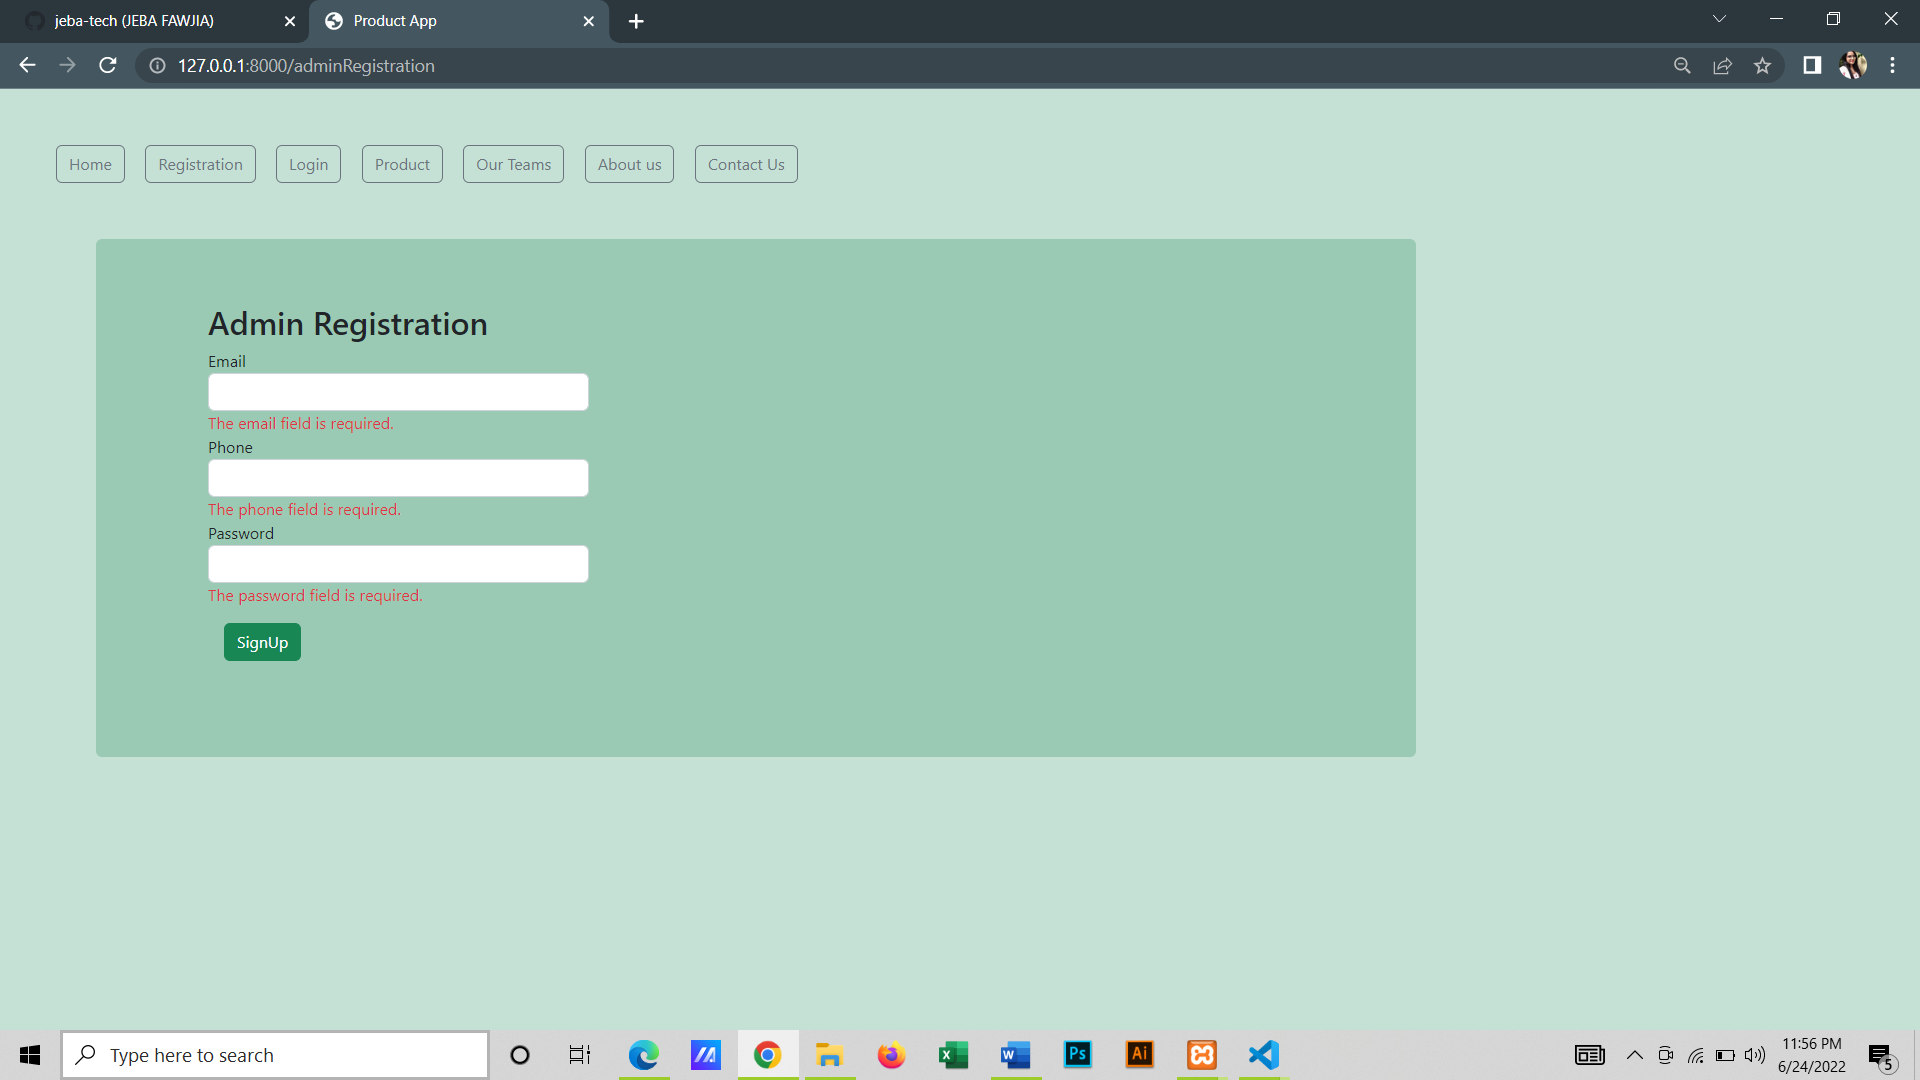 jeba-tech (JEBA FAWJIA)
Product App
127.0.0.1:8000/adminRegistration
Home Registration Login Product Our Teams About us Contact Us
Admin Registration
Email
The email field is required.
Phone
The phone field is required.
Password
The password field is required.
SignUp
Type here to search
X
W
Ps
Ai
11:56 PM
6/24/2022
5